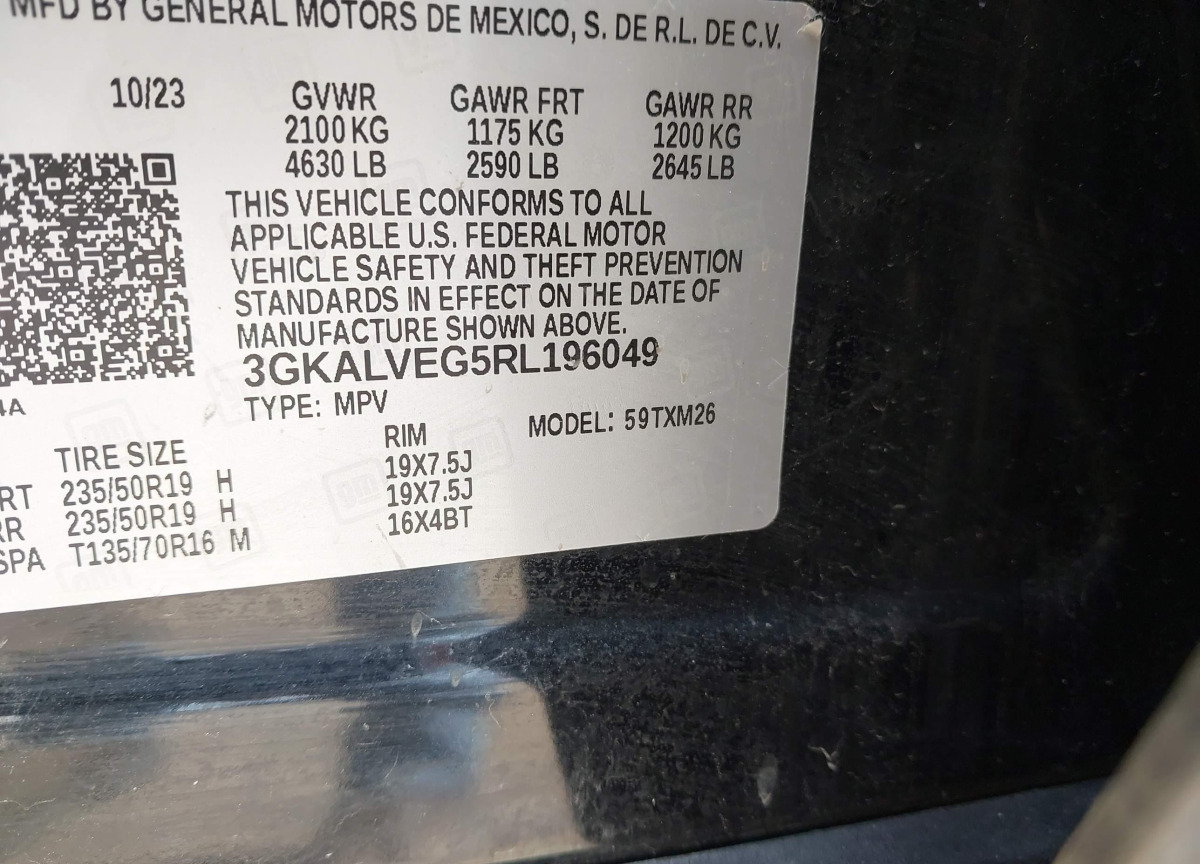 MFD BY GENERAL MOTORS DE MEXICO, S. DE R.L. DE C.V.
10/23 GVWR GAWR FRT GAWR RR
2100 KG 1175 KG 1200 KG
4630 LB 2590 LB 2645 LB
THIS VEHICLE CONFORMS TO ALL
APPLICABLE U.S. FEDERAL MOTOR
VEHICLE SAFETY AND THEFT PREVENTION
STANDARDS IN EFFECT ON THE DATE OF
MANUFACTURE SHOWN ABOVE.
3GKALVEG5RL196049
TYPE: MPV MODEL: 59TXM26
TIRE SIZE RIM
RT 235/50R19 H 19X7.5J
RR 235/50R19 H 19X7.5J
SPA T135/70R16 M 16X4BT